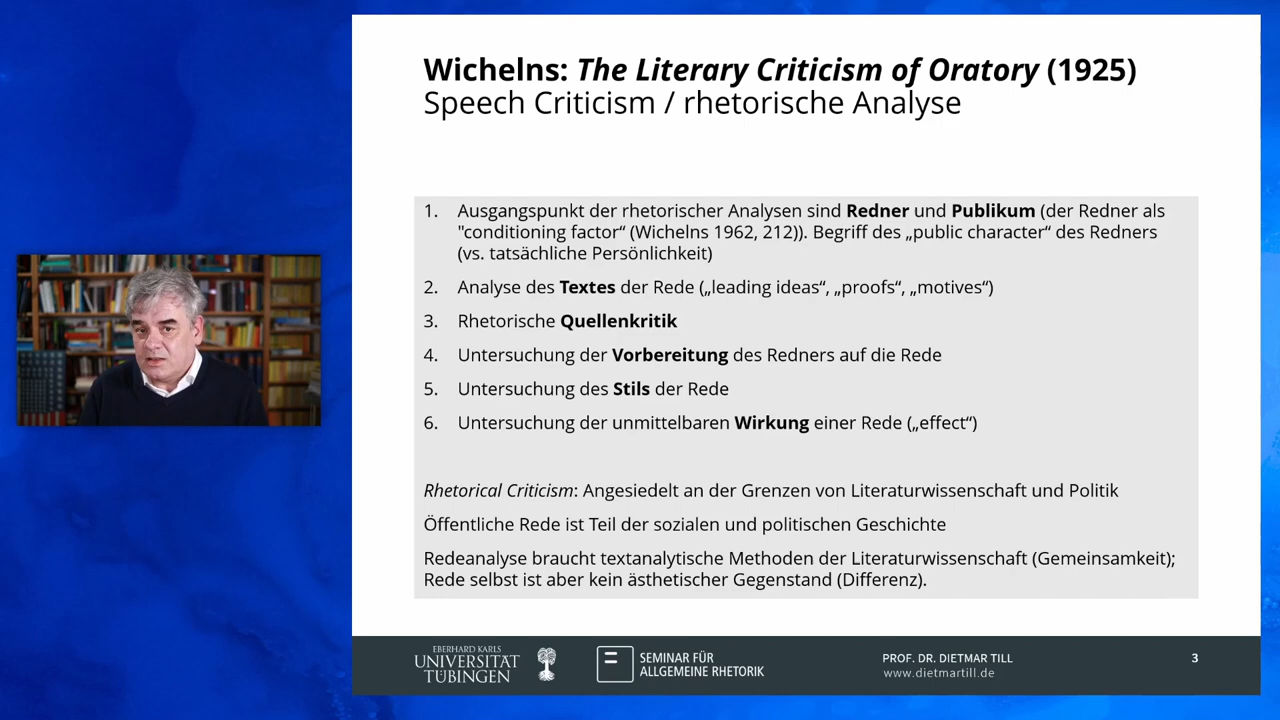 Wichelns: The Literary Criticism of Oratory (1925)
Speech Criticism / rhetorische Analyse
1. Ausgangspunkt der rhetorischer Analysen sind Redner und Publikum (der Redner als
"conditioning factor“ (Wichelns 1962, 212)). Begriff des „public character“ des Redners
(vs. tatsächliche Persönlichkeit)
2. Analyse des Textes der Rede („leading ideas“, „proofs“, „motives“)
3. Rhetorische Quellenkritik
4. Untersuchung der Vorbereitung des Redners auf die Rede
5. Untersuchung des Stils der Rede
6. Untersuchung der unmittelbaren Wirkung einer Rede („effect“)
Rhetorical Criticism: Angesiedelt an der Grenzen von Literaturwissenschaft und Politik
Öffentliche Rede ist Teil der sozialen und politischen Geschichte
Redeanalyse braucht textanalytische Methoden der Literaturwissenschaft (Gemeinsamkeit);
Rede selbst ist aber kein ästhetischer Gegenstand (Differenz).
EBERHARD KARLS
UNIVERSITÄT
TÜBINGEN
SEMINAR FÜR
ALLGEMEINE RHETORIK
PROF. DR. DIETMAR TILL
www.dietmartill.de
3